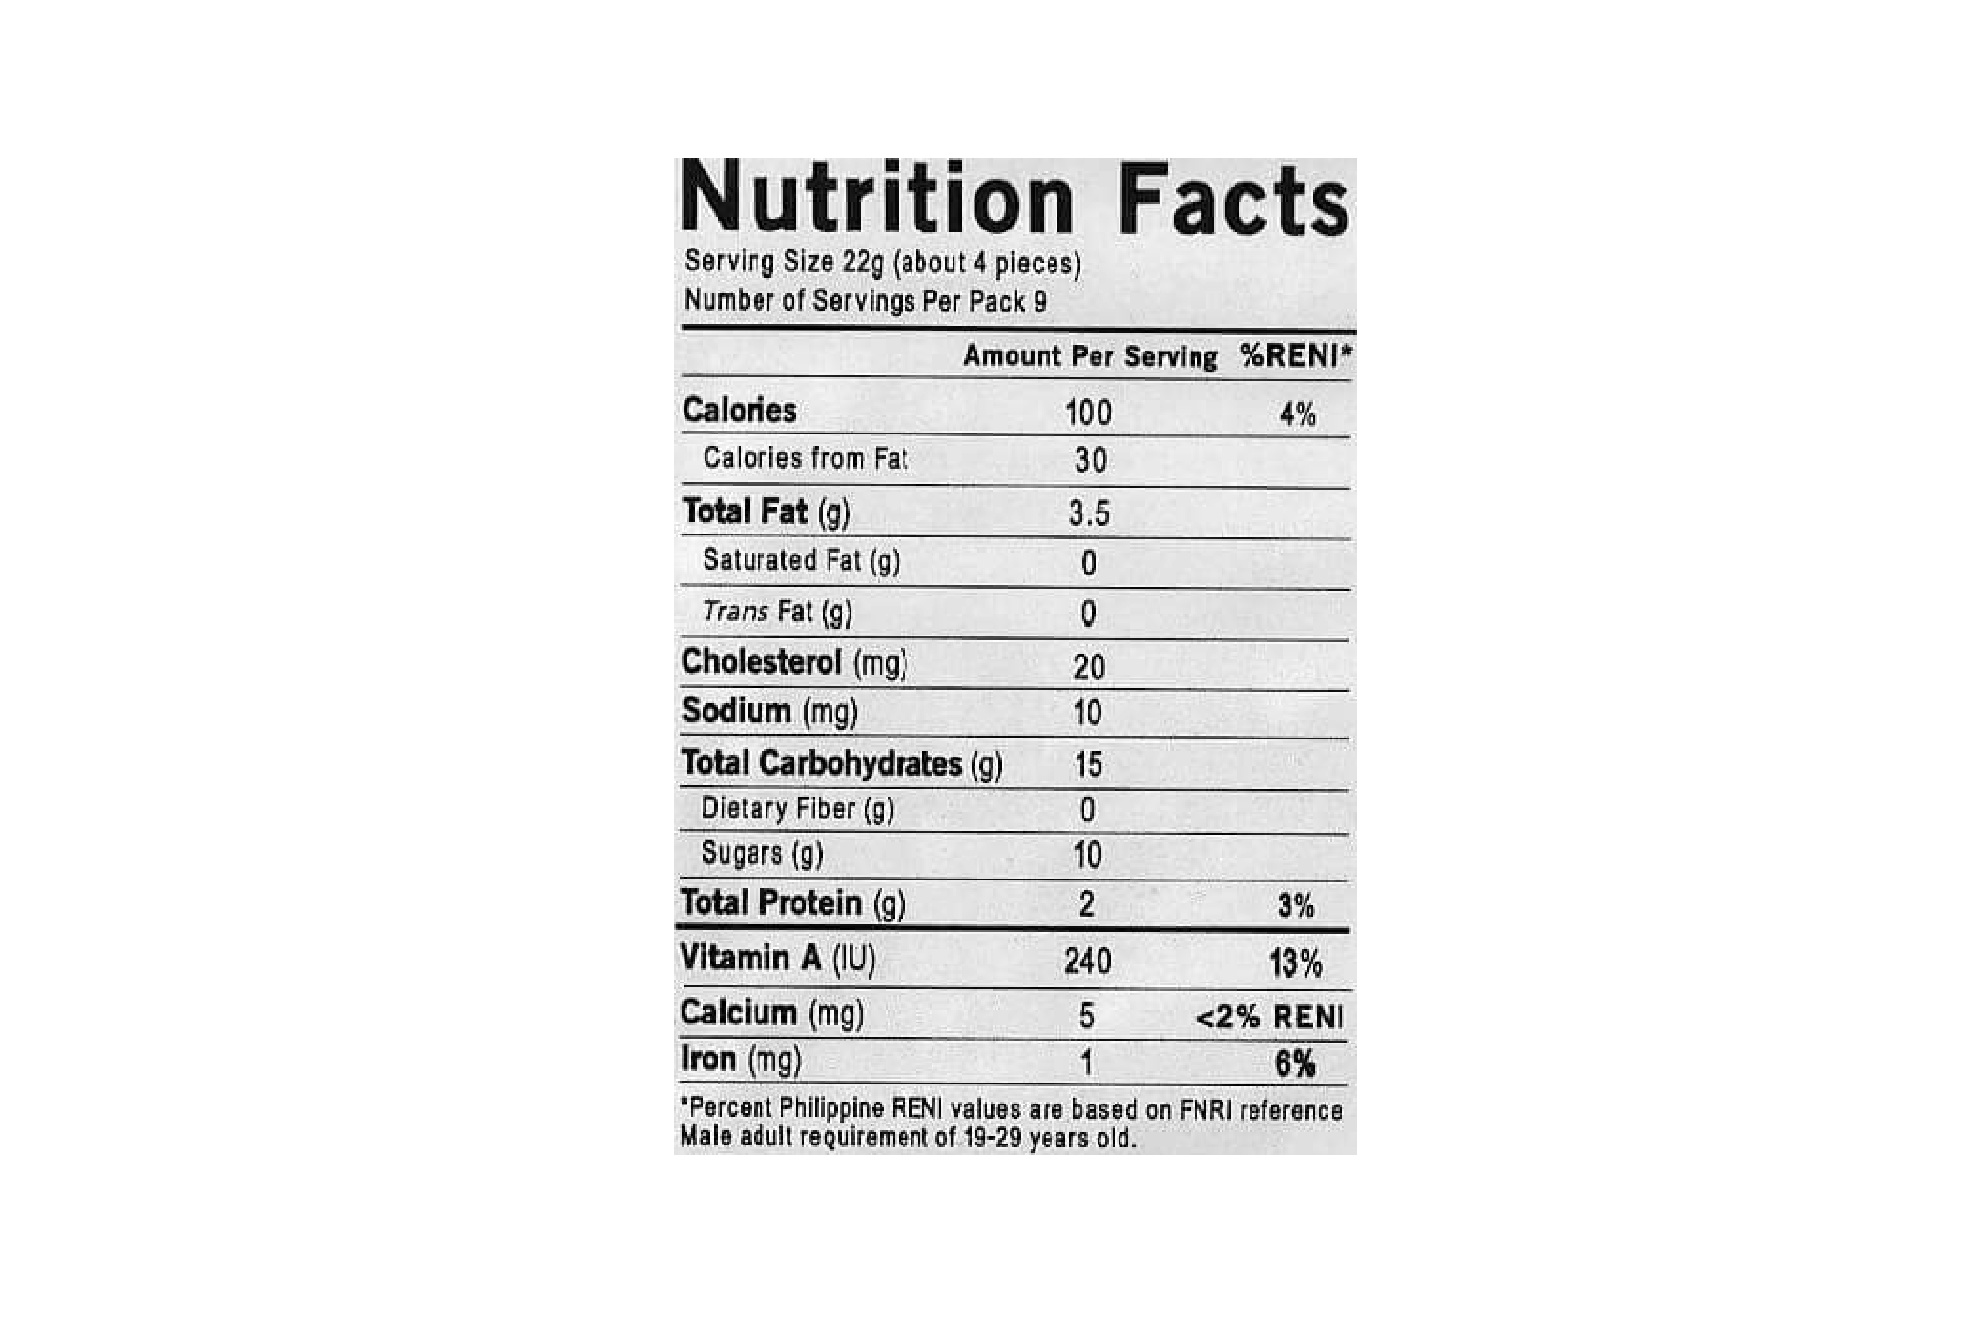 Nutrition Facts
Serving Size 22g (about 4 pieces)
Number of Servings Per Pack 9
Amount Per Serving %RENI*
Calories 100 4%
Calories from Fat 30
Total Fat (g) 3.5
Saturated Fat (g) 0
Trans Fat (g) 0
Cholesterol (mg) 20
Sodium (mg) 10
Total Carbohydrates (g) 15
Dietary Fiber (g) 0
Sugars (g) 10
Total Protein (g) 2 3%
Vitamin A (IU) 240 13%
Calcium (mg) 5 <2% RENI
Iron (mg) 1 6%
*Percent Philippine RENI values are based on FNRI reference
Male adult requirement of 19-29 years old.